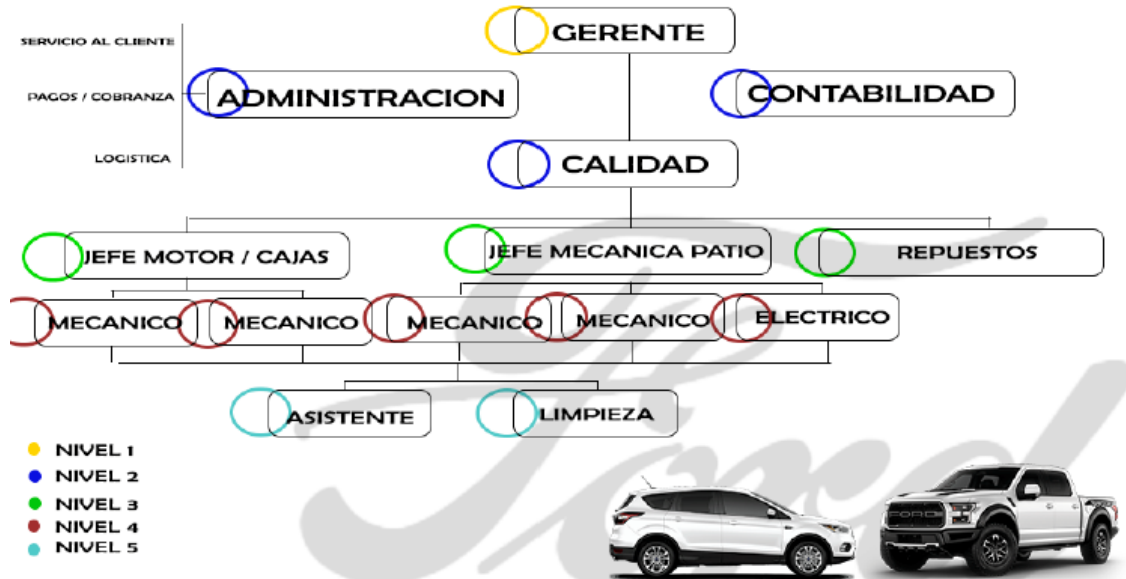 GERENTE
SERVICIO AL CLIENTE
PAGOS / COBRANZA
LOGISTICA
ADMINISTRACION
CONTABILIDAD
CALIDAD
JEFE MOTOR / CAJAS
JEFE MECANICA PATIO
REPUESTOS
MECANICO
MECANICO
MECANICO
MECANICO
ELECTRICO
ASISTENTE
LIMPIEZA
NIVEL 1
NIVEL 2
NIVEL 3
NIVEL 4
NIVEL 5
Ford
FORD